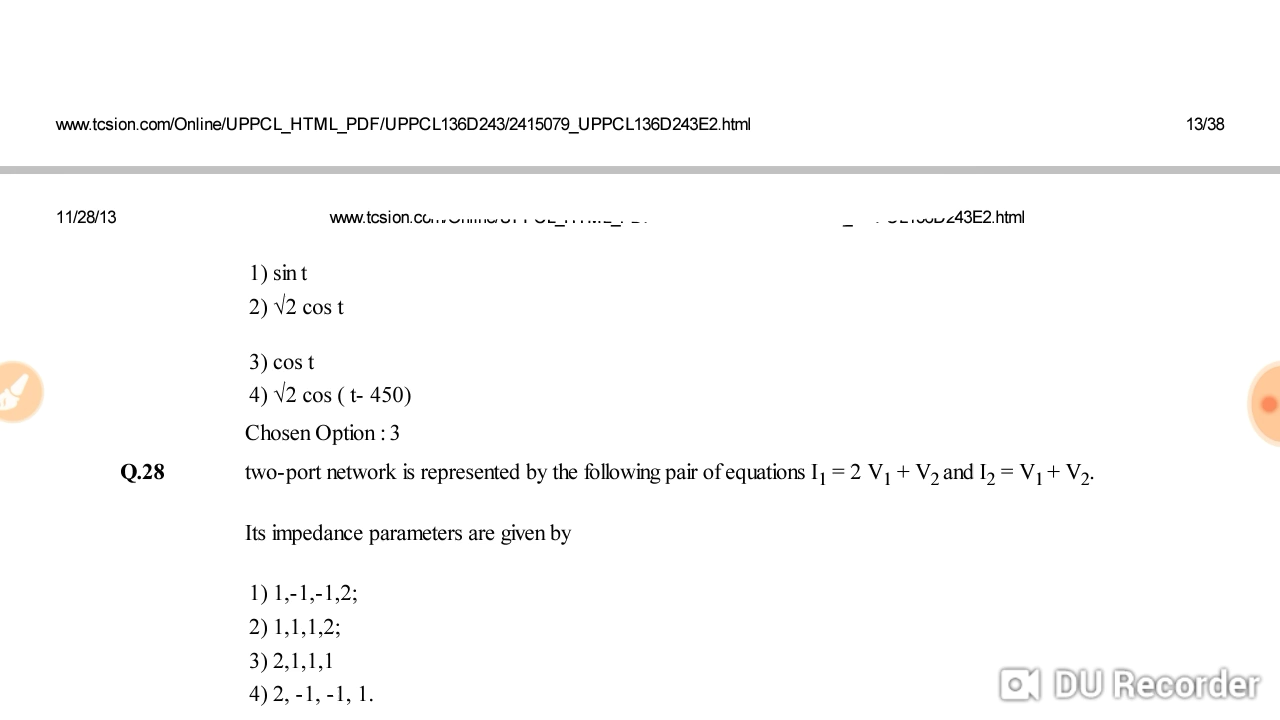 www.tcsion.com/Online/UPPCL_HTML_PDF/UPPCL136D243/2415079_UPPCL136D243E2.html 13/38
11/28/13 www.tcsion.
1) sin t
2) √2 cos t
3) cos t
4) √2 cos ( t- 450)
Chosen Option : 3
Q.28 two-port network is represented by the following pair of equations I₁ = 2 V₁ + V₂ and I₂ = V₁ + V₂.
Its impedance parameters are given by
1) 1,-1,-1,2;
2) 1,1,1,2;
3) 2,1,1,1
4) 2, -1, -1, 1.
DU Recorder